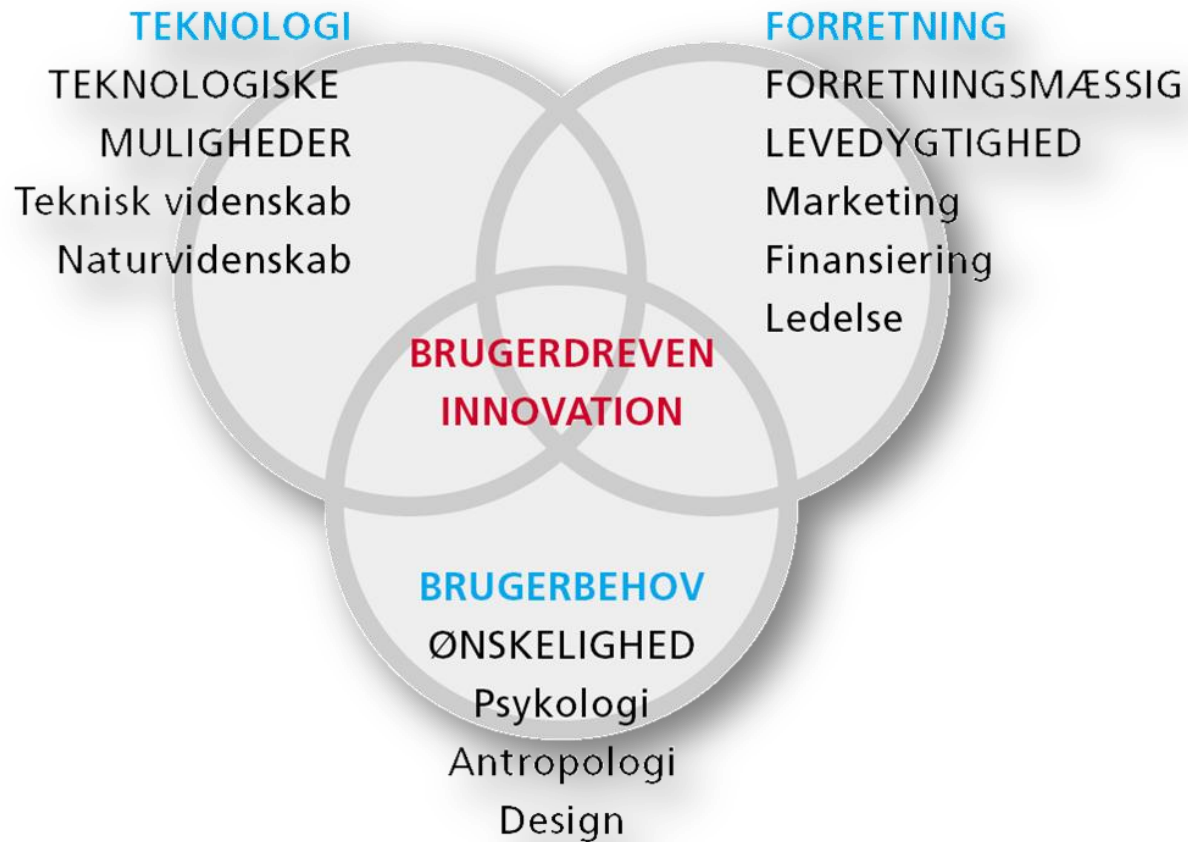 TEKNOLOGI
TEKNOLOGISKE
MULIGHEDER
Teknisk videnskab
Naturvidenskab
FORRETNING
FORRETNINGSMÆSSIG
LEVEDYGTIGHED
Marketing
Finansiering
Ledelse
BRUGERDREVEN
INNOVATION
BRUGERBEHOV
ØNSKELIGHED
Psykologi
Antropologi
Design